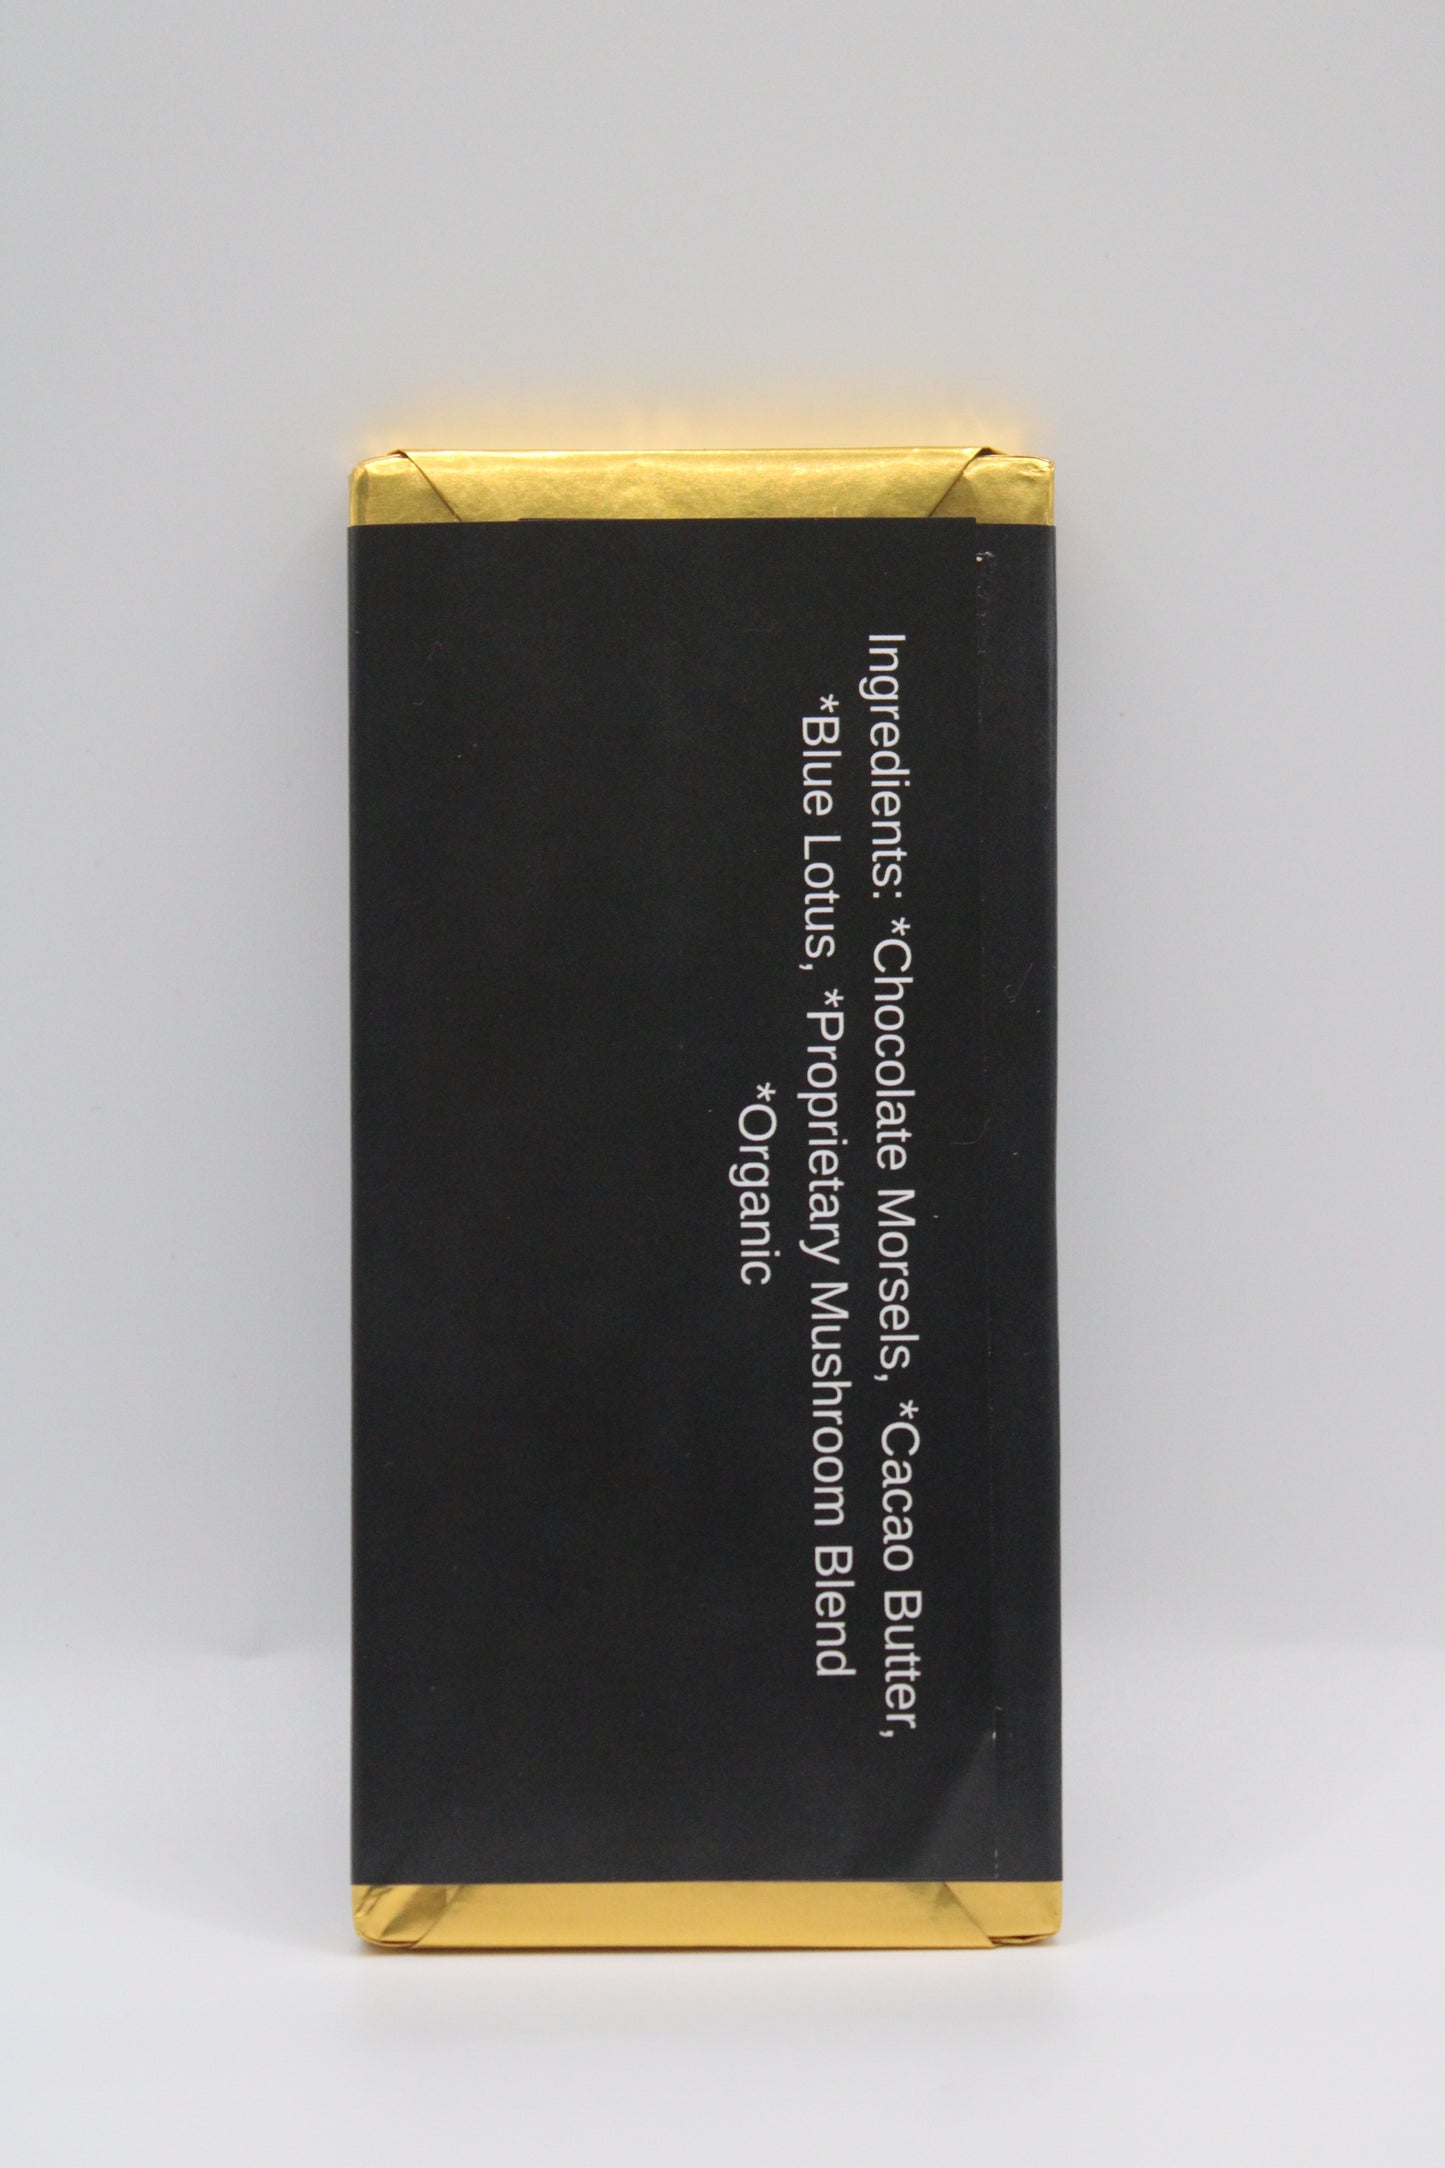 Ingredients: *Chocolate Morsels, *Cacao Butter,
*Blue Lotus, *Proprietary Mushroom Blend
*Organic